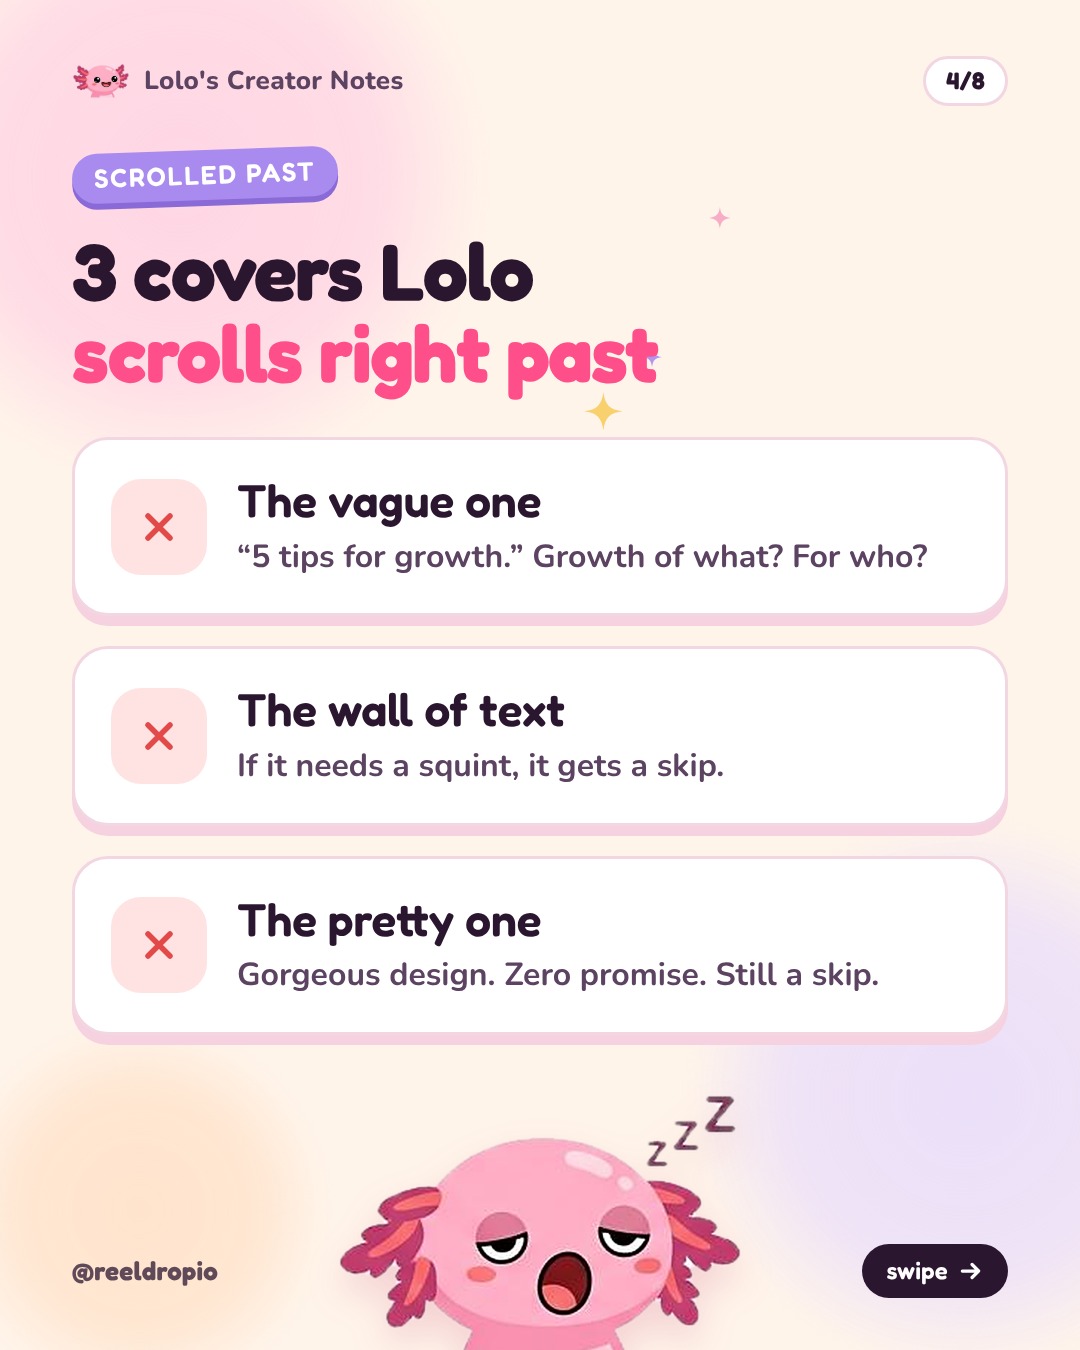 Lolo's Creator Notes
4/8
SCROLLED PAST
3 covers Lolo
scrolls right past
The vague one
“5 tips for growth.” Growth of what? For who?
The wall of text
If it needs a squint, it gets a skip.
The pretty one
Gorgeous design. Zero promise. Still a skip.
z z Z
@reeldropio
swipe →